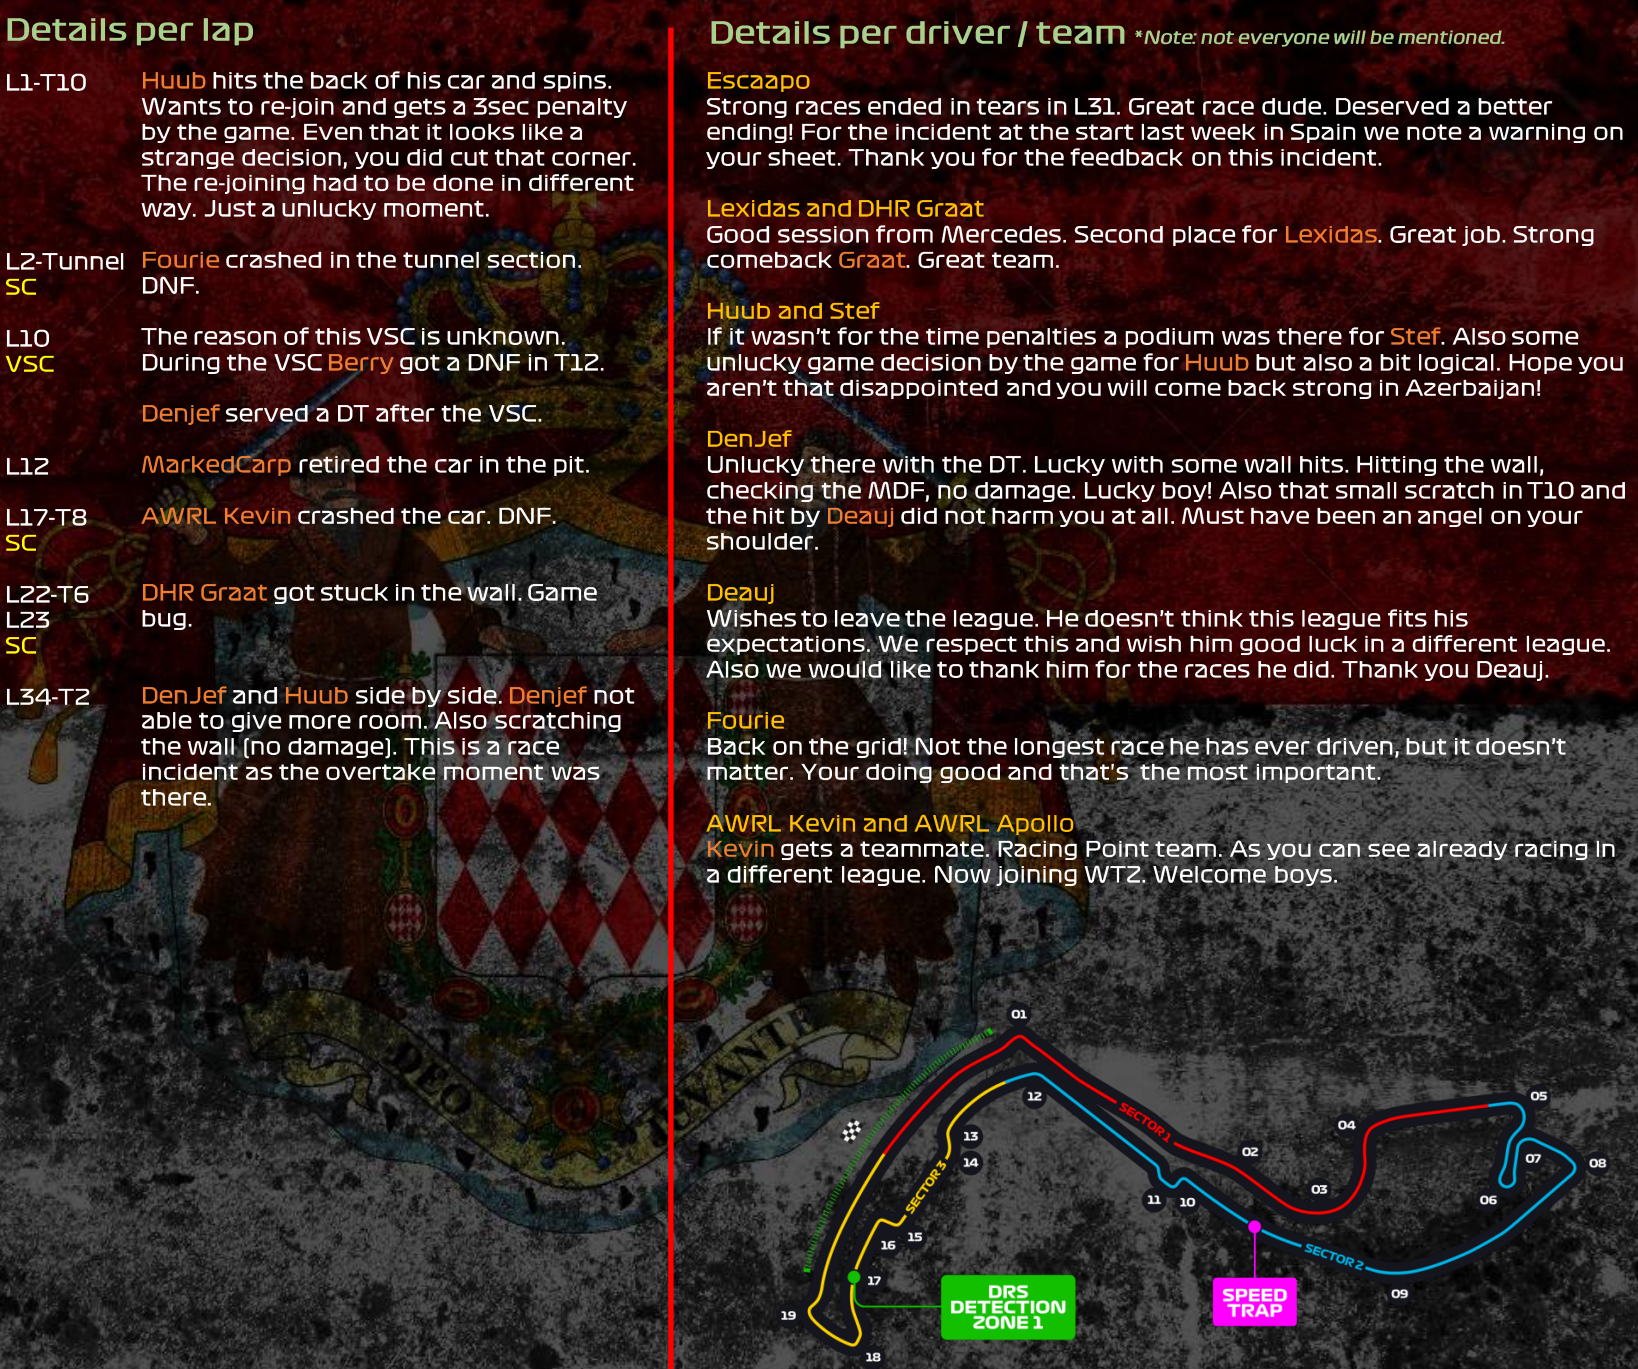 Details per lap
L1-T10
Huub hits the back of his car and spins.
Wants to re-join and gets a 3sec penalty
by the game. Even that it looks like a
strange decision, you did cut that corner.
The re-joining had to be done in different
way. Just a unlucky moment.
L2-Tunnel
SC
Fourie crashed in the tunnel section.
DNF.
L10
VSC
The reason of this VSC is unknown.
During the VSC Berry got a DNF in T12.
Denjef served a DT after the VSC.
L12
MarkedCarp retired the car in the pit.
L17-T8
SC
AWRL Kevin crashed the car. DNF.
L22-T6
L23
SC
DHR Graat got stuck in the wall. Game
bug.
L34-T2
DenJef and Huub side by side. Denjef not
able to give more room. Also scratching
the wall (no damage). This is a race
incident as the overtake moment was
there.
Details per driver / team *Note: not everyone will be mentioned.
Escaapo
Strong races ended in tears in L31. Great race dude. Deserved a better
ending! For the incident at the start last week in Spain we note a warning on
your sheet. Thank you for the feedback on this incident.
Lexidas and DHR Graat
Good session from Mercedes. Second place for Lexidas. Great job. Strong
comeback Graat. Great team.
Huub and Stef
If it wasn't for the time penalties a podium was there for Stef. Also some
unlucky game decision by the game for Huub but also a bit logical. Hope you
aren't that disappointed and you will come back strong in Azerbaijan!
DenJef
Unlucky there with the DT. Lucky with some wall hits. Hitting the wall,
checking the MDF, no damage. Lucky boy! Also that small scratch in T10 and
the hit by Deauj did not harm you at all. Must have been an angel on your
shoulder.
Deauj
Wishes to leave the league. He doesn't think this league fits his
expectations. We respect this and wish him good luck in a different league.
Also we would like to thank him for the races he did. Thank you Deauj.
Fourie
Back on the grid! Not the longest race he has ever driven, but it doesn't
matter. Your doing good and that's the most important.
AWRL Kevin and AWRL Apollo
Kevin gets a teammate. Racing Point team. As you can see already racing In
a different league. Now joining WT2. Welcome boys.
DEO
01
12
SECTOR 1
05
04
13
14
02
07
08
SECTOR 3
03
11
10
06
15
16
SECTOR 2
17
DRS
DETECTION
ZONE 1
SPEED
TRAP
09
19
18